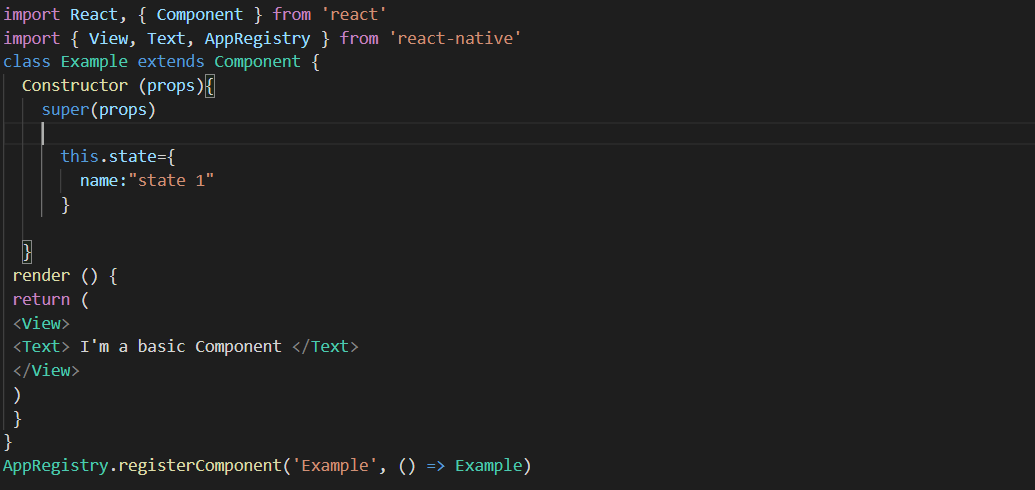 import React, { Component } from 'react'
import { View, Text, AppRegistry } from 'react-native'
class Example extends Component {
Constructor (props){
super(props)
this.state={
name:"state 1"
}
}
render () {
return (
<View>
<Text> I'm a basic Component </Text>
</View>
)
}
}
AppRegistry.registerComponent('Example', () => Example)